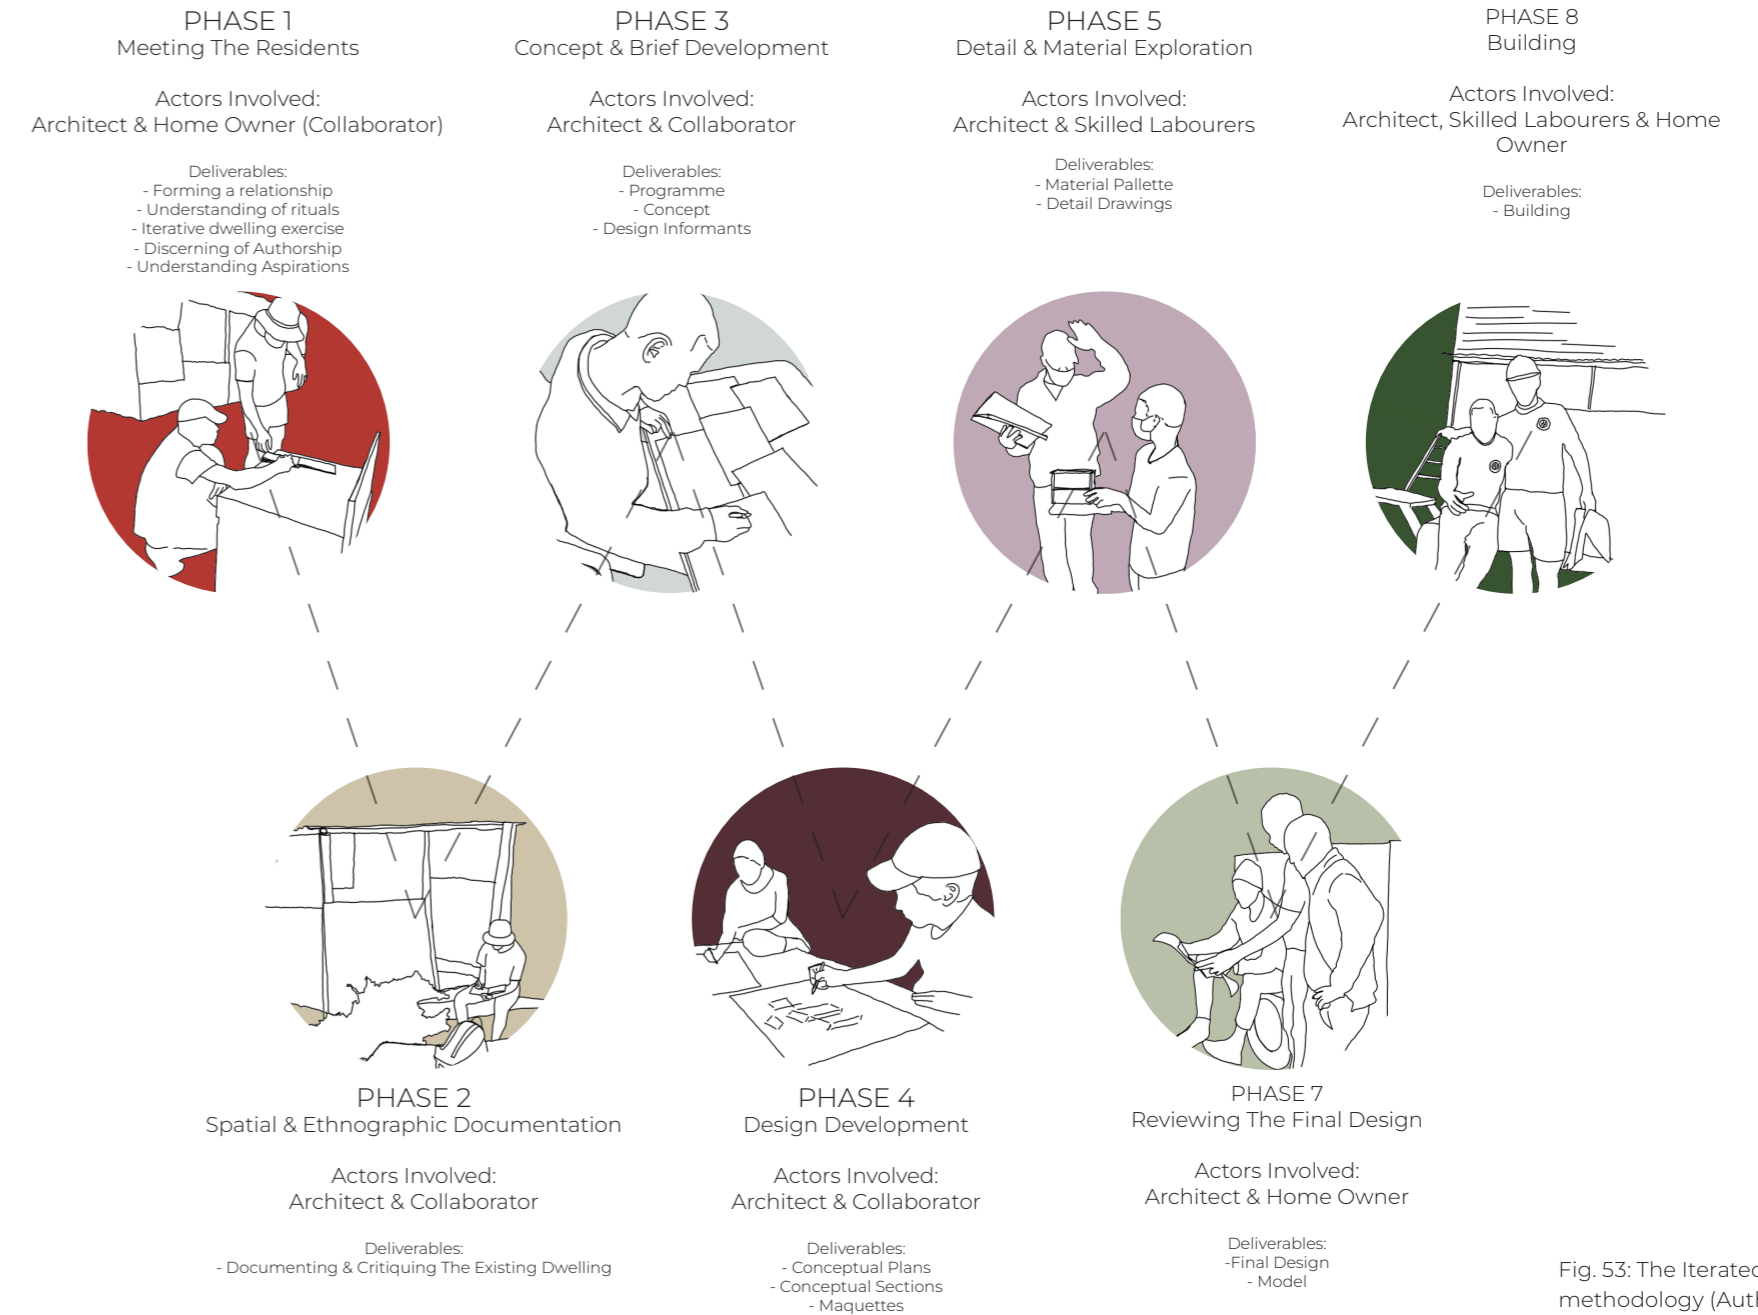 PHASE 1
Meeting The Residents
Actors Involved:
Architect & Home Owner (Collaborator)
Deliverables:
- Forming a relationship
- Understanding of rituals
- Iterative dwelling exercise
- Discerning of Authorship
- Understanding Aspirations
PHASE 3
Concept & Brief Development
Actors Involved:
Architect & Collaborator
Deliverables:
- Programme
- Concept
- Design Informants
PHASE 5
Detail & Material Exploration
Actors Involved:
Architect & Skilled Labourers
Deliverables:
- Material Pallette
- Detail Drawings
PHASE 8
Building
Actors Involved:
Architect, Skilled Labourers & Home
Owner
Deliverables:
- Building
PHASE 2
Spatial & Ethnographic Documentation
Actors Involved:
Architect & Collaborator
Deliverables:
- Documenting & Critiquing The Existing Dwelling
PHASE 4
Design Development
Actors Involved:
Architect & Collaborator
Deliverables:
- Conceptual Plans
- Conceptual Sections
- Maquettes
PHASE 7
Reviewing The Final Design
Actors Involved:
Architect & Home Owner
Deliverables:
-Final Design
- Model
Fig. 53: The Iterated
methodology